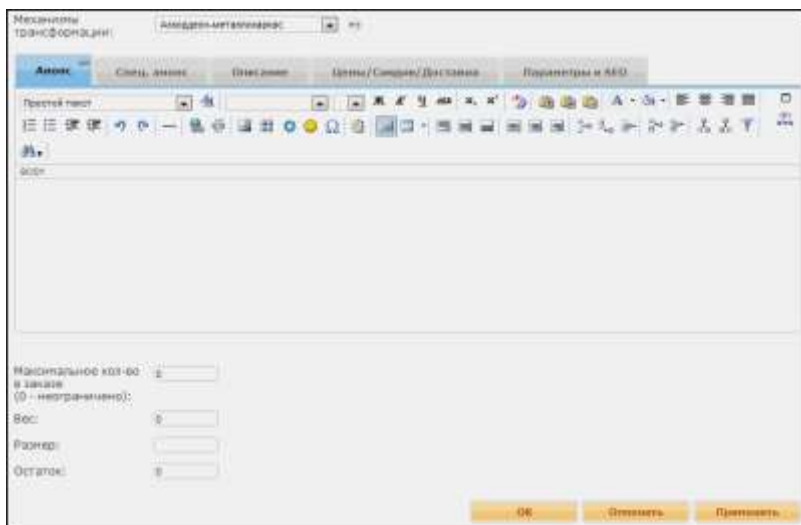 Механизмы
трансформации:
Аккордеон-металлокаркас
Анонс
Спец. анонс
Описание
Цены/Скидки/Доставка
Параметры и SEO
Простой текст
BODY
Максимальное кол-во
в заказе
(0 - неограничено):
0
Вес:
0
Размер:
Остаток:
0
ОК
Отменить
Применить